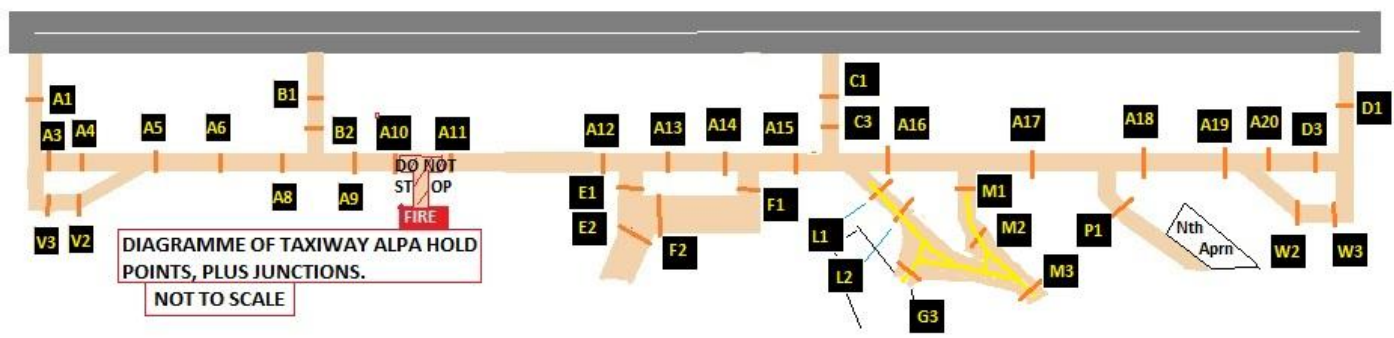 A1
B1
C1
D1
A3
A4
A5
A6
B2
A10
A11
A12
A13
A14
A15
C3
A16
A17
A18
A19
A20
D3
DO NOT
ST OP
FIRE
A8
A9
E1
E2
F1
F2
M1
M2
M3
L1
L2
G3
P1
Nth
Aprn
W2
W3
V3
V2
DIAGRAMME OF TAXIWAY ALPA HOLD
POINTS, PLUS JUNCTIONS.
NOT TO SCALE